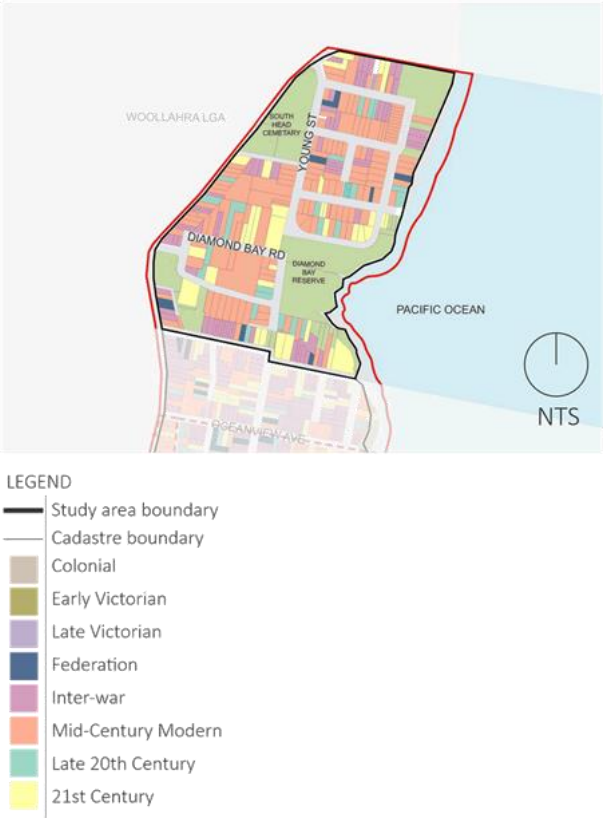 WOOLLAHRA LGA
SOUTH
HEAD
CEMETARY
YOUNG ST
DIAMOND BAY RD
DIAMOND
BAY
RESERVE
PACIFIC OCEAN
NTS
OCEANVIEW AVE
LEGEND
Study area boundary
Cadastre boundary
Colonial
Early Victorian
Late Victorian
Federation
Inter-war
Mid-Century Modern
Late 20th Century
21st Century